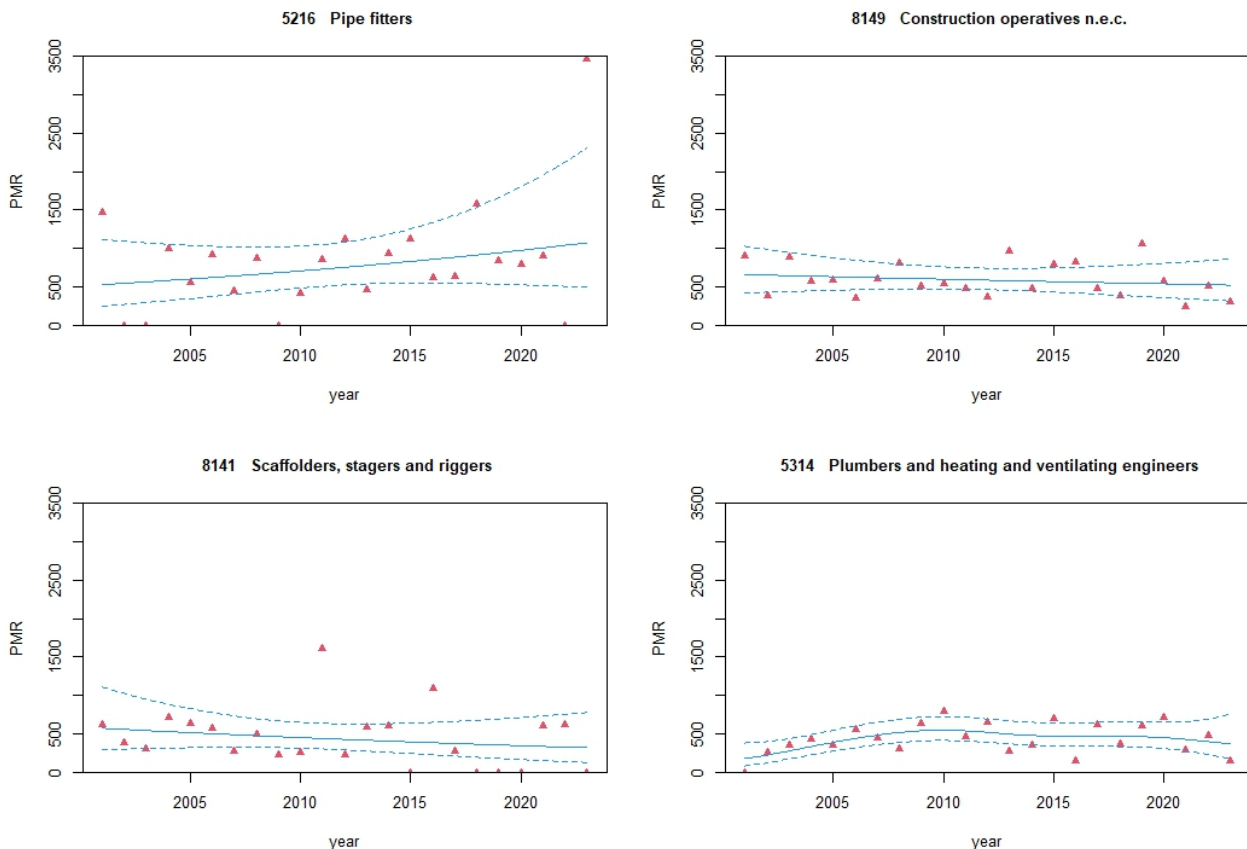 5216 Pipe fitters
PMR
3500
2500
1500
500
0
2005 2010 2015 2020
year
8149 Construction operatives n.e.c.
PMR
3500
2500
1500
500
0
2005 2010 2015 2020
year
8141 Scaffolders, stagers and riggers
PMR
3500
2500
1500
500
0
2005 2010 2015 2020
year
5314 Plumbers and heating and ventilating engineers
PMR
3500
2500
1500
500
0
2005 2010 2015 2020
year